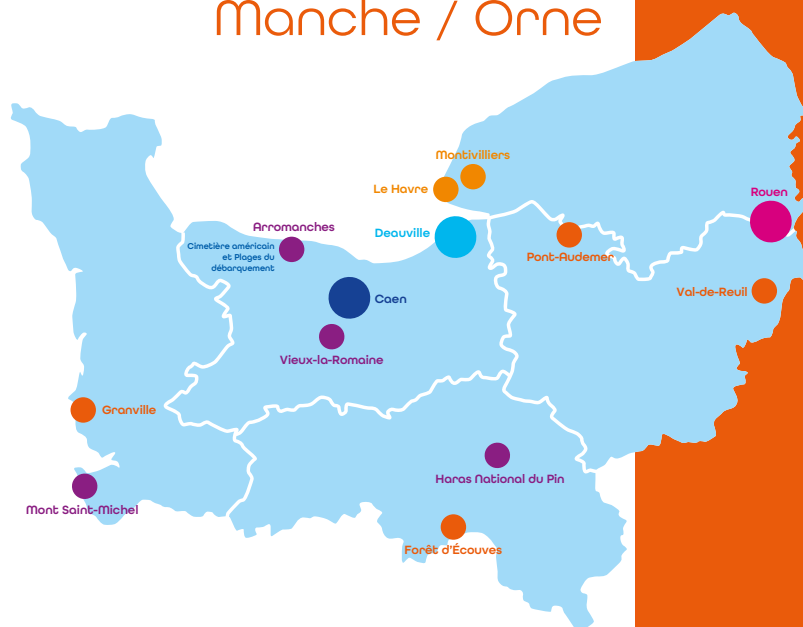 Manche / Orne
Montivilliers
Le Havre
Rouen
Arromanches
Deauville
Cimetière américain
et Plages du
débarquement
Pont-Audemer
Val-de-Reuil
Caen
Vieux-la-Romaine
Granville
Haras National du Pin
Mont Saint-Michel
Forêt d'Écouves